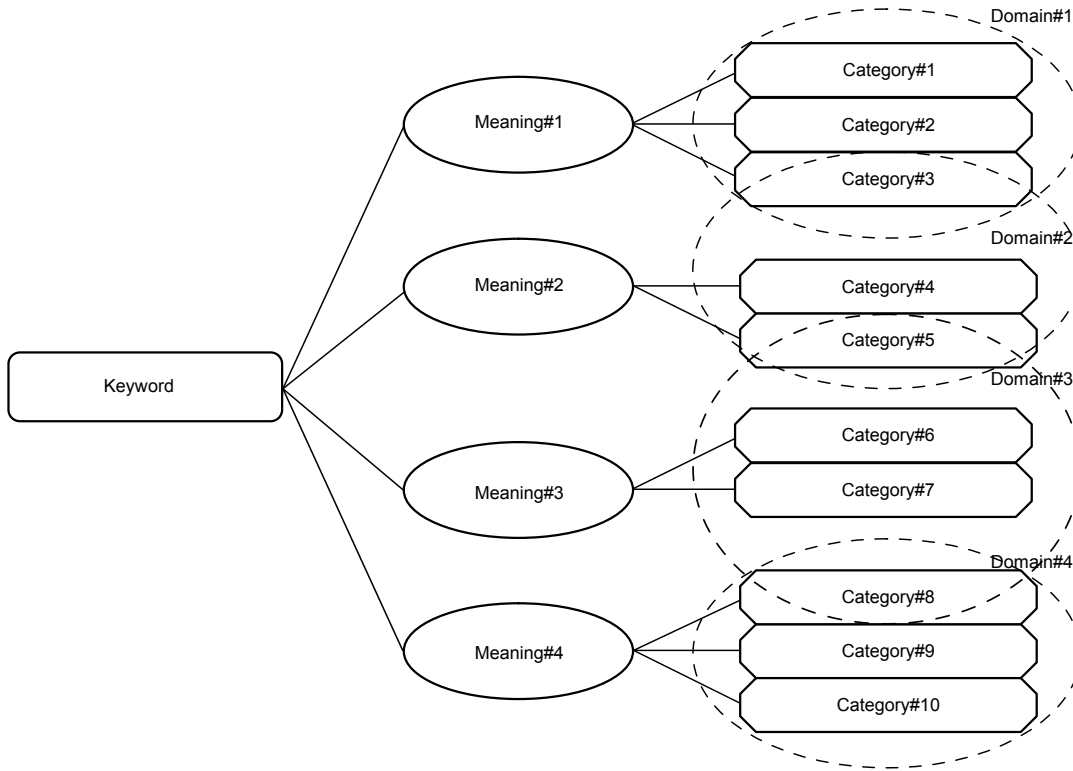 Domain#1
Category#1
Meaning#1
Category#2
Category#3
Domain#2
Meaning#2
Category#4
Category#5
Domain#3
Keyword
Category#6
Meaning#3
Category#7
Domain#4
Category#8
Meaning#4
Category#9
Category#10